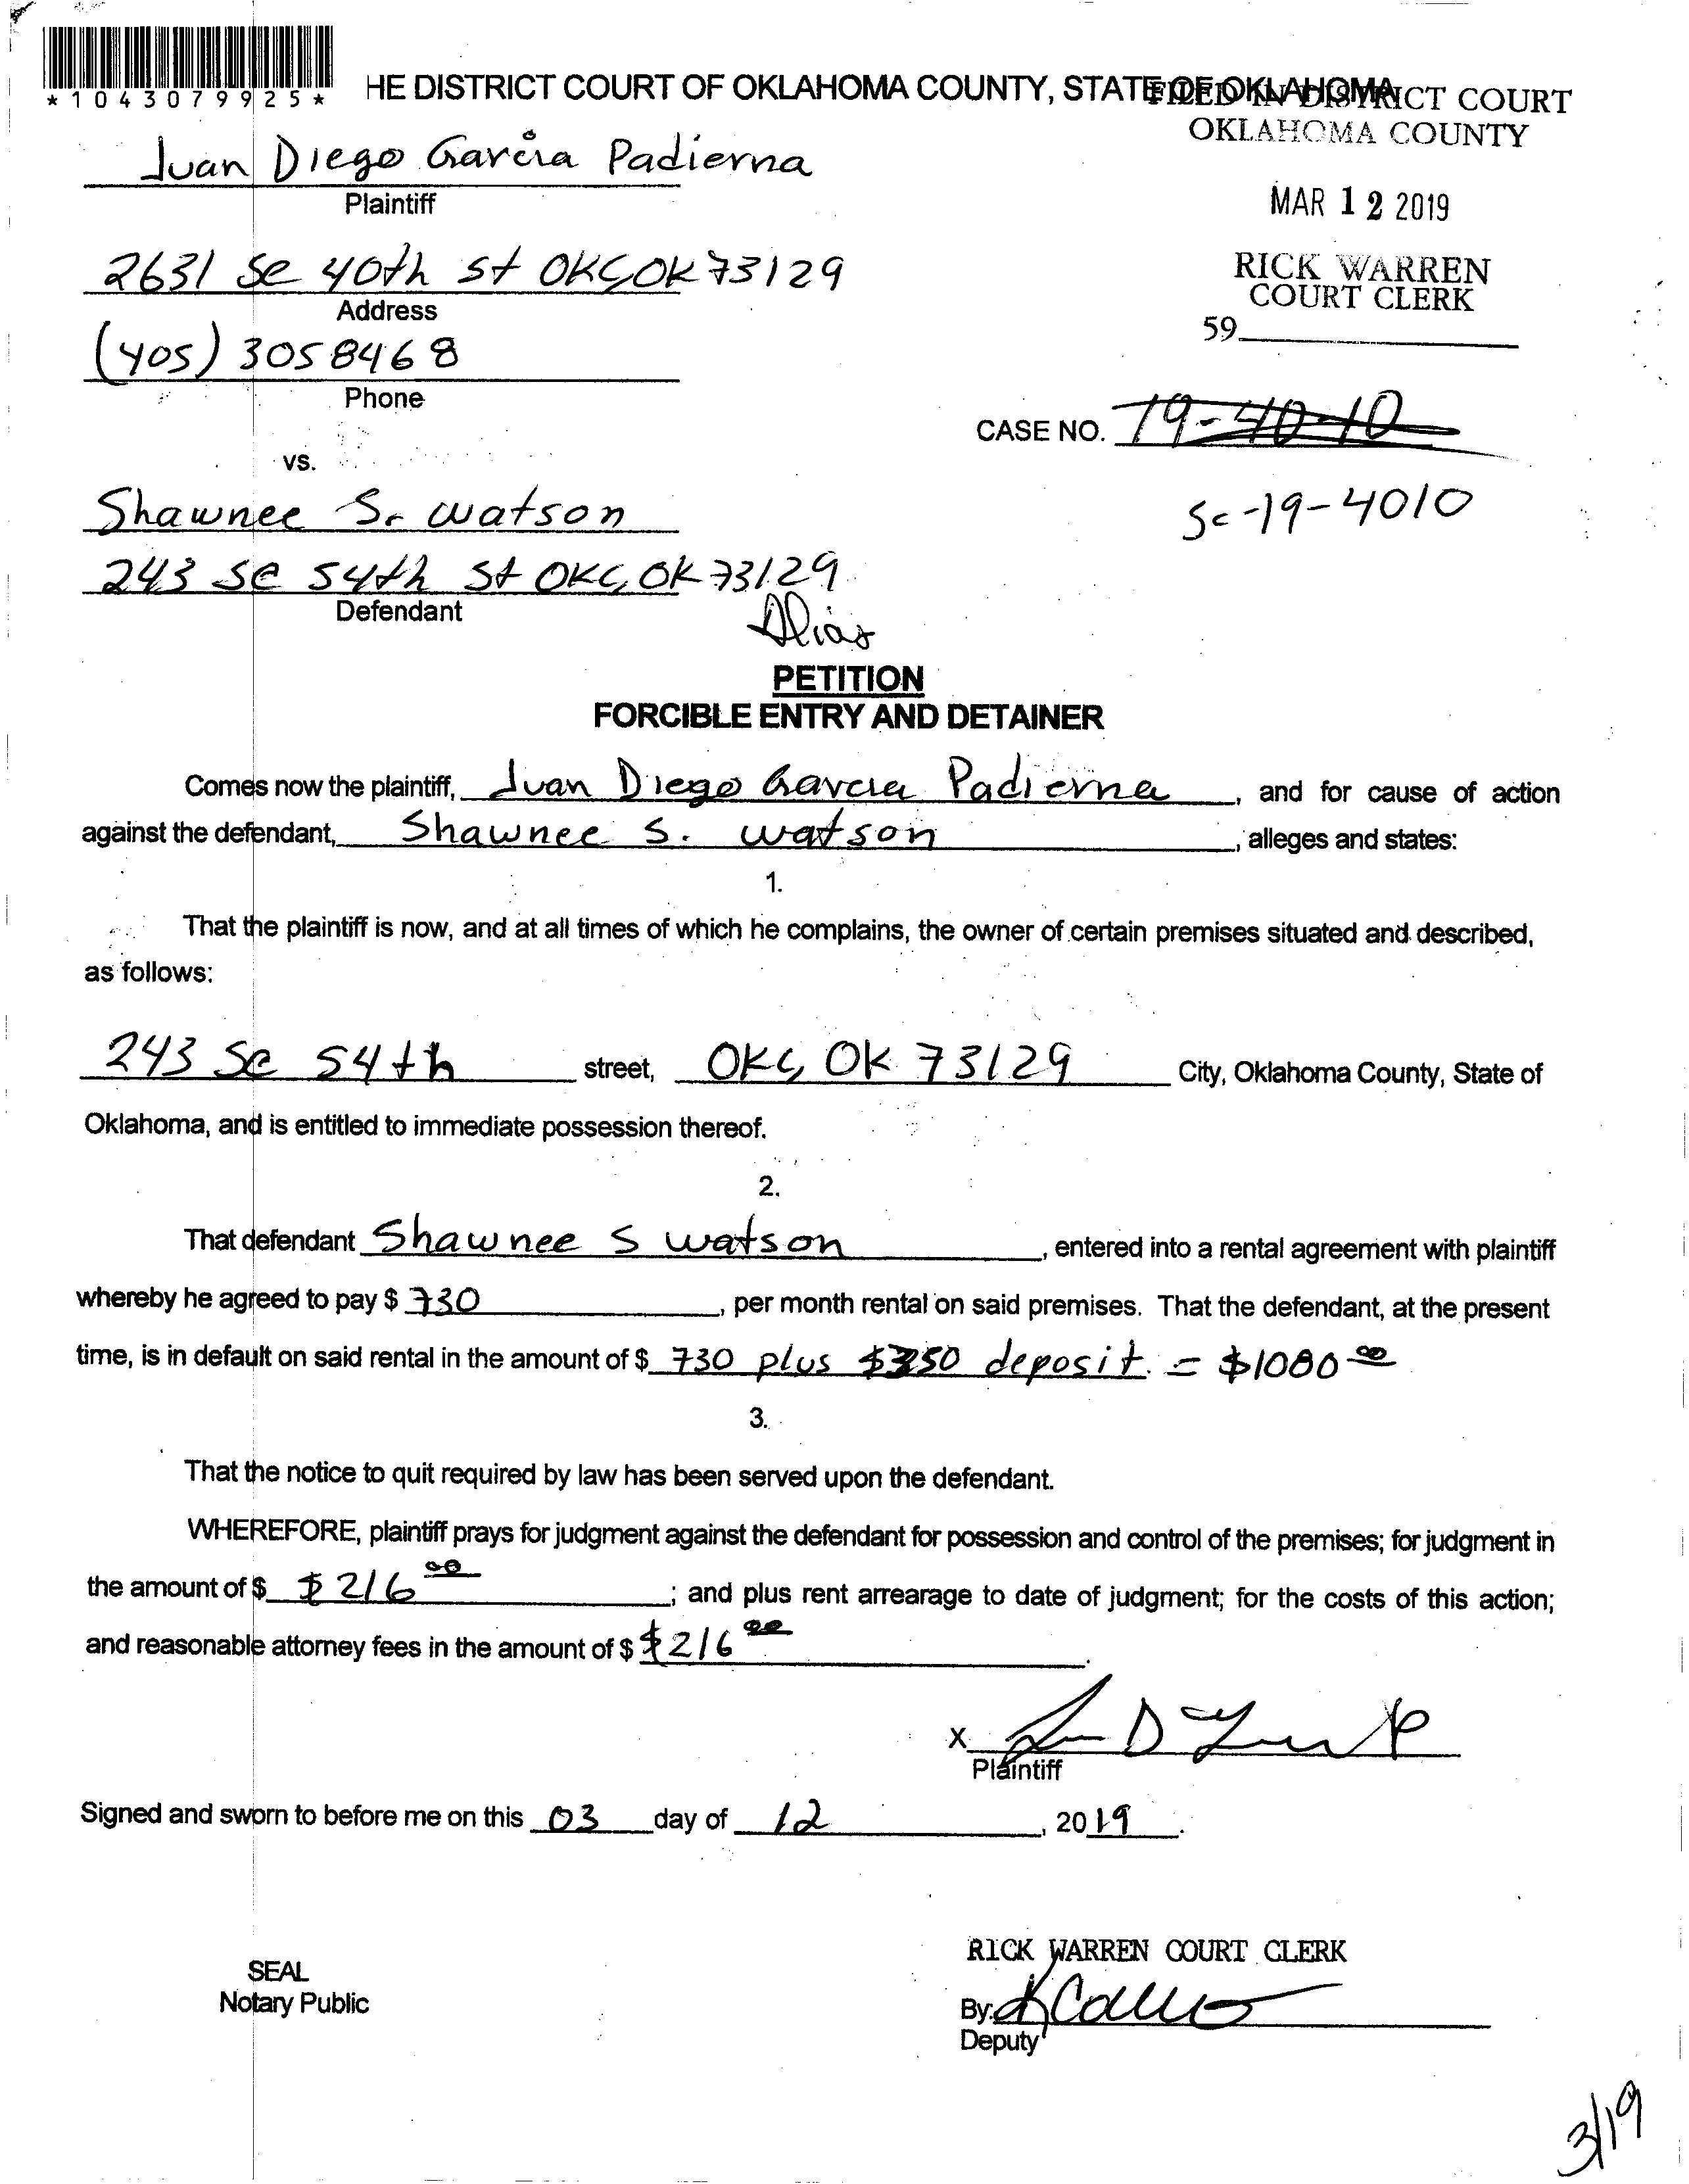 *1043079925*
HE DISTRICT COURT OF OKLAHOMA COUNTY, STATE OF OKLAHOMA
FILED IN DISTRICT COURT
OKLAHOMA COUNTY
Juan Diego Garcia Padierna
Plaintiff
MAR 12 2019
2631 Se 40th st OKC, OK 73129
Address
RICK WARREN
COURT CLERK
59
(405) 305 8468
Phone
CASE NO. 19-40-10
vs.
Shawnee S. watson
Sc-19-4010
243 Se 54th St OKC, OK 73129
Defendant
Alias
PETITION
FORCIBLE ENTRY AND DETAINER
Comes now the plaintiff, Juan Diego Garcia Padierna, and for cause of action
against the defendant, Shawnee S. watson, alleges and states:
1.
That the plaintiff is now, and at all times of which he complains, the owner of certain premises situated and described,
as follows:
243 Se 54th street, OKC, OK 73129 City, Oklahoma County, State of
Oklahoma, and is entitled to immediate possession thereof.
2.
That defendant Shawnee S watson, entered into a rental agreement with plaintiff
whereby he agreed to pay $ 730, per month rental on said premises. That the defendant, at the present
time, is in default on said rental in the amount of $ 730 plus $350 deposit. = $1080 00
3.
That the notice to quit required by law has been served upon the defendant.
WHEREFORE, plaintiff prays for judgment against the defendant for possession and control of the premises; for judgment in
the amount of $ $216 00; and plus rent arrearage to date of judgment; for the costs of this action;
and reasonable attorney fees in the amount of $ $216 00.
X
Plaintiff
Signed and sworn to before me on this 03 day of 12, 2019.
RICK WARREN COURT CLERK
SEAL
Notary Public
By:
Deputy
3/19